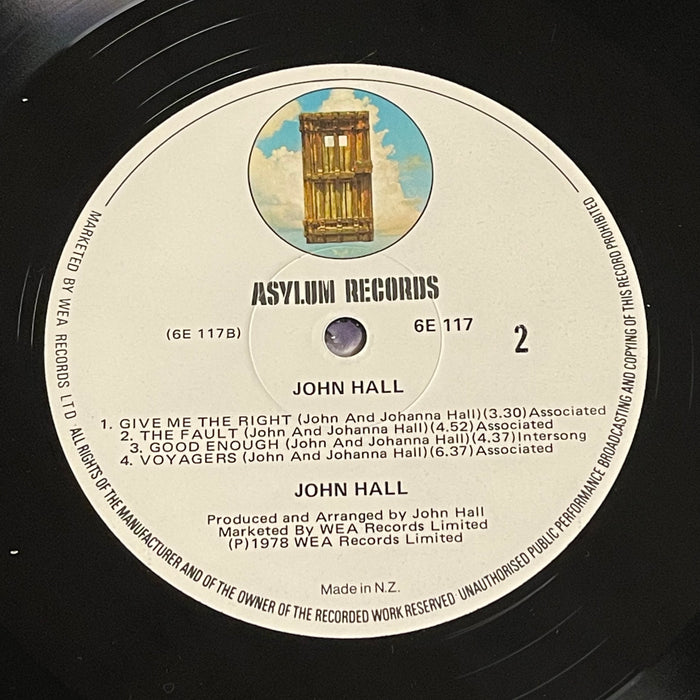 ASYLUM RECORDS
(6E 117B)
6E 117
2
JOHN HALL
1. GIVE ME THE RIGHT (John And Johanna Hall)(3.30)Associated
2. THE FAULT (John And Johanna Hall)(4.52)Associated
3. GOOD ENOUGH (John And Johanna Hall)(4.37)Intersong
4. VOYAGERS (John And Johanna Hall)(6.37)Associated
JOHN HALL
Produced and Arranged by John Hall
Marketed By WEA Records Limited
(P)1978 WEA Records Limited
Made in N.Z.
MARKETED BY WEA RECORDS LTD ALL RIGHTS OF THE MANUFACTURER AND OF THE OWNER OF THE RECORDED WORK RESERVED· UNAUTHORISED PUBLIC PERFORMANCE BROADCASTING AND COPYING OF THIS RECORD PROHIBITED